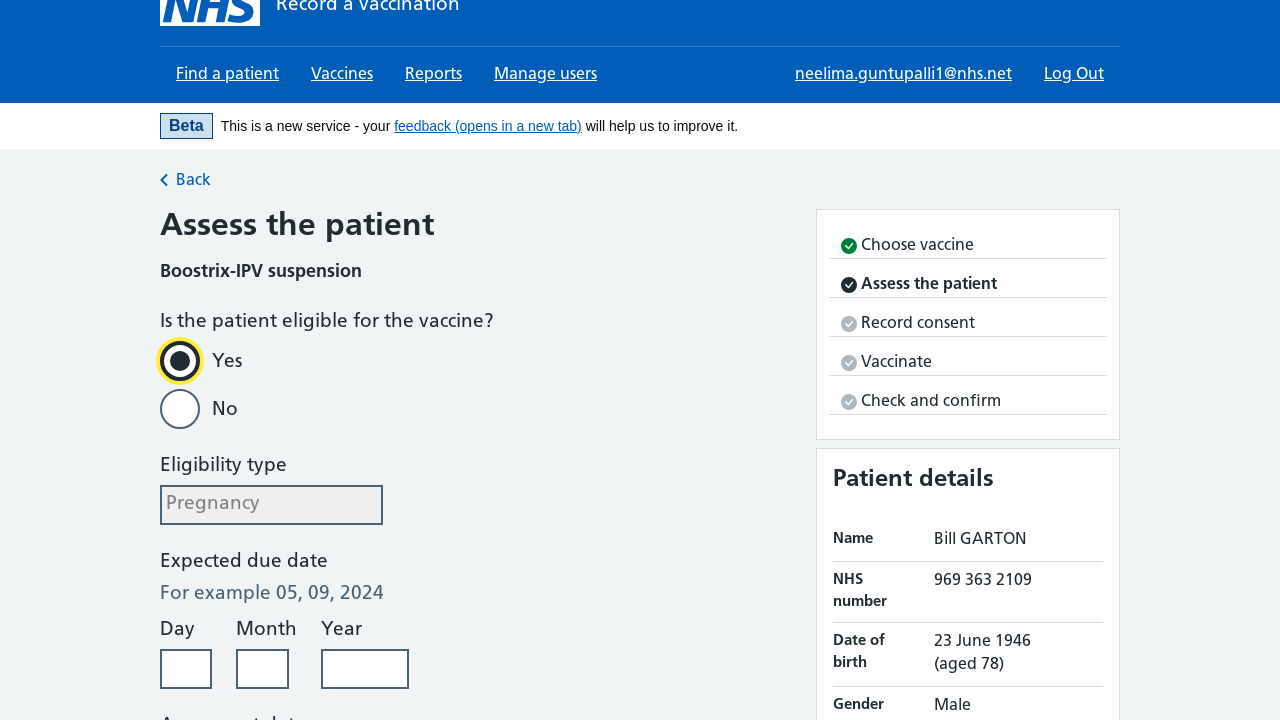 NHS Record a vaccination
Find a patient Vaccines Reports Manage users neelima.guntupalli1@nhs.net Log Out
Beta This is a new service - your feedback (opens in a new tab) will help us to improve it.
Back
Assess the patient
Boostrix-IPV suspension
Is the patient eligible for the vaccine?
Yes
No
Eligibility type
Pregnancy
Expected due date
For example 05, 09, 2024
Day Month Year
Choose vaccine
Assess the patient
Record consent
Vaccinate
Check and confirm
Patient details
Name Bill GARTON
NHS number 969 363 2109
Date of birth 23 June 1946 (aged 78)
Gender Male